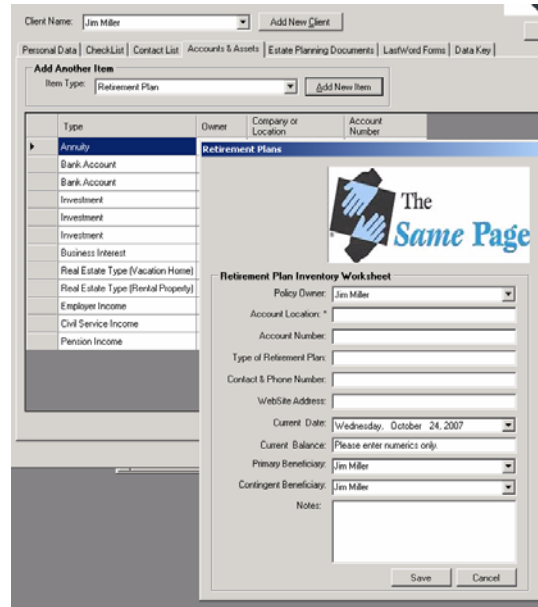 Client Name: Jim Miller Add New Client
Personal Data CheckList Contact List Accounts & Assets Estate Planning Documents LastWord Forms Data Key
Add Another Item
Item Type: Retirement Plan Add New Item
Type Owner Company or Location Account Number
Annuity
Bank Account
Bank Account
Investment
Investment
Investment
Business Interest
Real Estate Type (Vacation Home)
Real Estate Type (Rental Property)
Employer Income
Civil Service Income
Pension Income
Retirement Plans
The
Same Page
Retirement Plan Inventory Worksheet
Policy Owner: Jim Miller
Account Location: *
Account Number:
Type of Retirement Plan:
Contact & Phone Number:
WebSite Address:
Current Date: Wednesday, October 24, 2007
Current Balance: Please enter numerics only.
Primary Beneficiary: Jim Miller
Contingent Beneficiary: Jim Miller
Notes:
Save Cancel